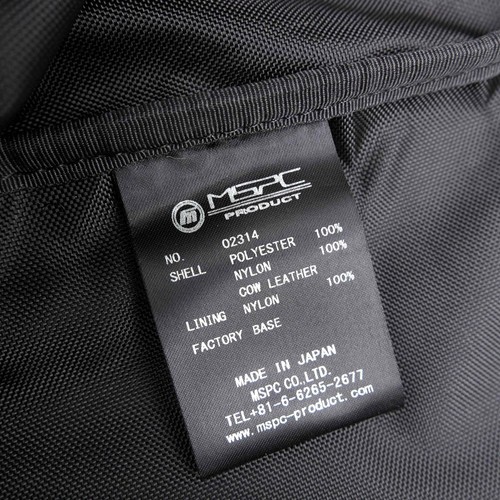 m MSPC
PRODUCT
NO. 02314
SHELL POLYESTER 100%
NYLON 100%
COW LEATHER
LINING NYLON 100%
FACTORY BASE
MADE IN JAPAN
MSPC CO.,LTD.
TEL+81-6-6265-2677
www.mspc-product.com